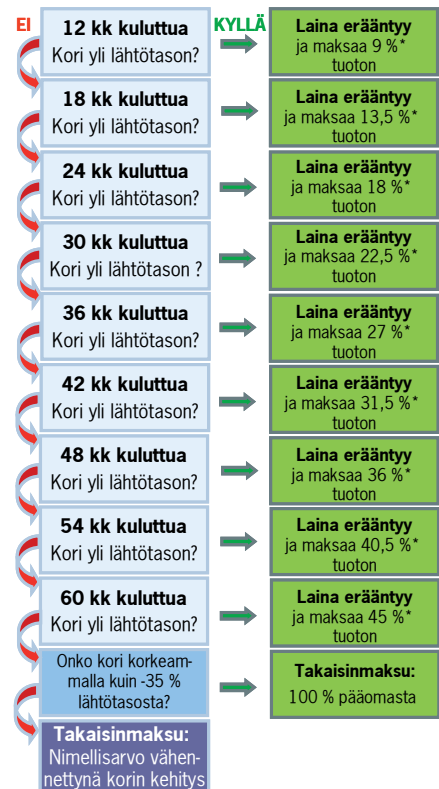 EI
KYLLÄ
12 kk kuluttua
Kori yli lähtötason?
Laina erääntyy
ja maksaa 9 %*
tuoton
18 kk kuluttua
Kori yli lähtötason?
Laina erääntyy
ja maksaa 13,5 %*
tuoton
24 kk kuluttua
Kori yli lähtötason?
Laina erääntyy
ja maksaa 18 %*
tuoton
30 kk kuluttua
Kori yli lähtötason ?
Laina erääntyy
ja maksaa 22,5 %*
tuoton
36 kk kuluttua
Kori yli lähtötason?
Laina erääntyy
ja maksaa 27 %*
tuoton
42 kk kuluttua
Kori yli lähtötason?
Laina erääntyy
ja maksaa 31,5 %*
tuoton
48 kk kuluttua
Kori yli lähtötason?
Laina erääntyy
ja maksaa 36 %*
tuoton
54 kk kuluttua
Kori yli lähtötason?
Laina erääntyy
ja maksaa 40,5 %*
tuoton
60 kk kuluttua
Kori yli lähtötason?
Laina erääntyy
ja maksaa 45 %*
tuoton
Onko kori korkeam-
malla kuin -35 %
lähtötasosta?
Takaisinmaksu:
100 % pääomasta
Takaisinmaksu:
Nimellisarvo vähen-
nettynä korin kehitys